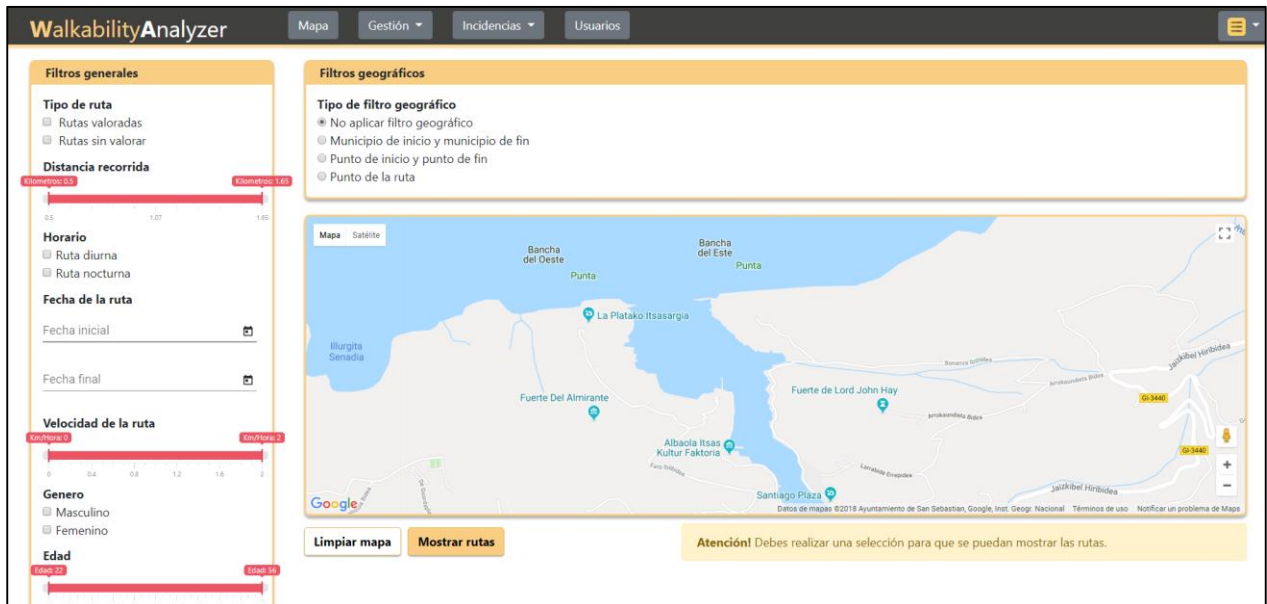 WalkabilityAnalyzer
Mapa
Gestión
Incidencias
Usuarios
Filtros generales
Tipo de ruta
Rutas valoradas
Rutas sin valorar
Distancia recorrida
Kilometros: 0.5
Kilometros: 1.65
0.5
1.07
1.65
Horario
Ruta diurna
Ruta nocturna
Fecha de la ruta
Fecha inicial
Fecha final
Velocidad de la ruta
Km/Hora: 0
Km/Hora: 2
0
0.4
0.8
1.2
1.6
2
Genero
Masculino
Femenino
Edad
Edad: 22
Edad: 56
Filtros geográficos
Tipo de filtro geográfico
No aplicar filtro geográfico
Municipio de inicio y municipio de fin
Punto de inicio y punto de fin
Punto de la ruta
Mapa
Satélite
Bancha
del Oeste
Bancha
del Este
Punta
Punta
La Platako Itsasargia
Illurgita
Senadia
Jaizkibel Hiribidea
Fuerte Del Almirante
Fuerte de Lord John Hay
GI-3440
Albaola Itsas
Kultur Faktoria
GI-3440
Jaizkibel Hiribidea
Santiago Plaza
Google
Datos de mapas ©2018 Ayuntamiento de San Sebastian, Google, Inst. Geogr. Nacional
Términos de uso
Notificar un problema de Maps
Limpiar mapa
Mostrar rutas
Atención! Debes realizar una selección para que se puedan mostrar las rutas.